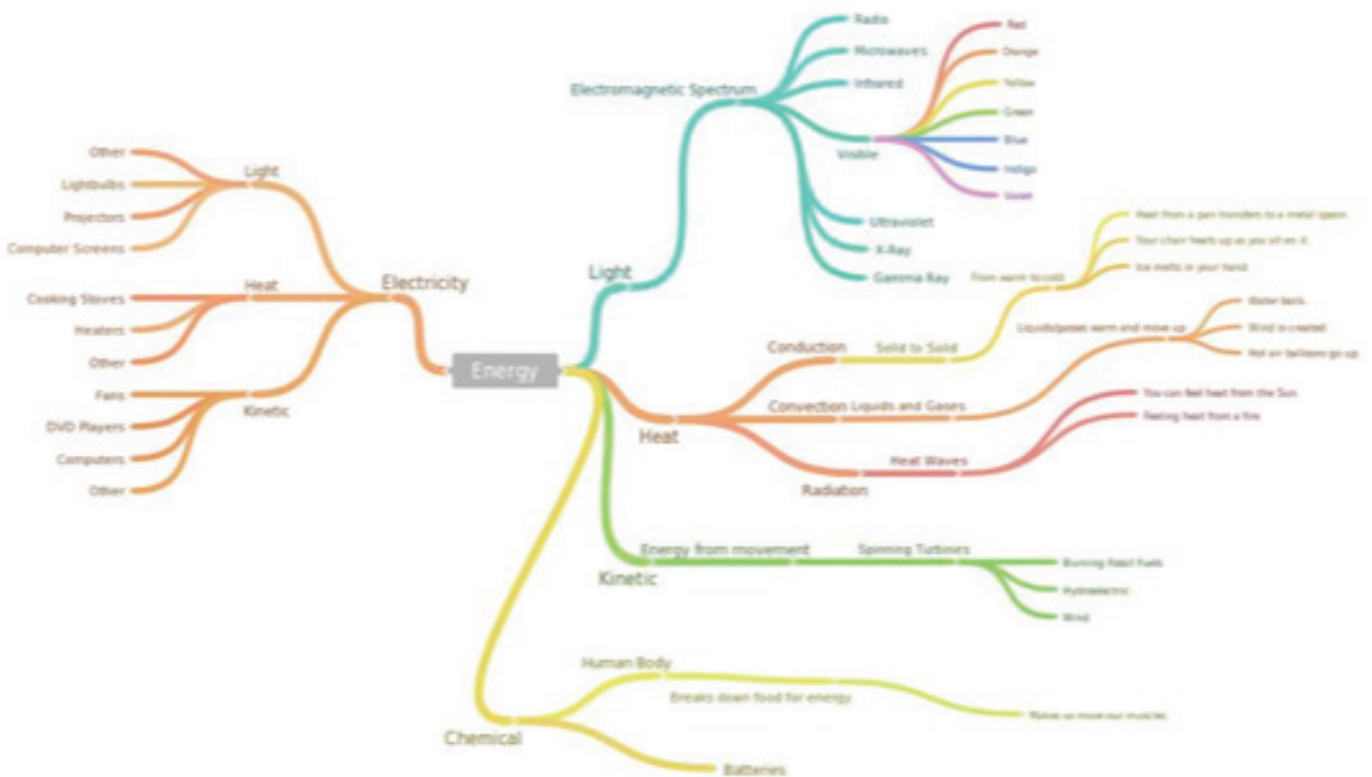 Energy
Electricity
Light
Other
Lightbulbs
Projectors
Computer Screens
Heat
Cooking Stoves
Heaters
Other
Kinetic
Fans
DVD Players
Computers
Other
Light
Electromagnetic Spectrum
Radio
Microwaves
Infrared
Visible
Red
Orange
Yellow
Green
Blue
Indigo
Violet
Ultraviolet
X-Ray
Gamma Ray
Heat
Conduction
Solid to Solid
From warm to cold
Heat from a pan transfers to a metal spoon
Your chair heats up as you sit on it.
Ice melts in your hand
Convection
Liquids and Gases
Liquids/gases warm and move up
Water boils.
Wind is created
Hot air balloons go up.
Radiation
Heat Waves
You can feel heat from the Sun.
Feeling heat from a fire
Kinetic
Energy from movement
Spinning Turbines
Burning Fossil Fuels
Hydroelectric
Wind
Chemical
Human Body
Breaks down food for energy
Makes us move our muscles.
Batteries